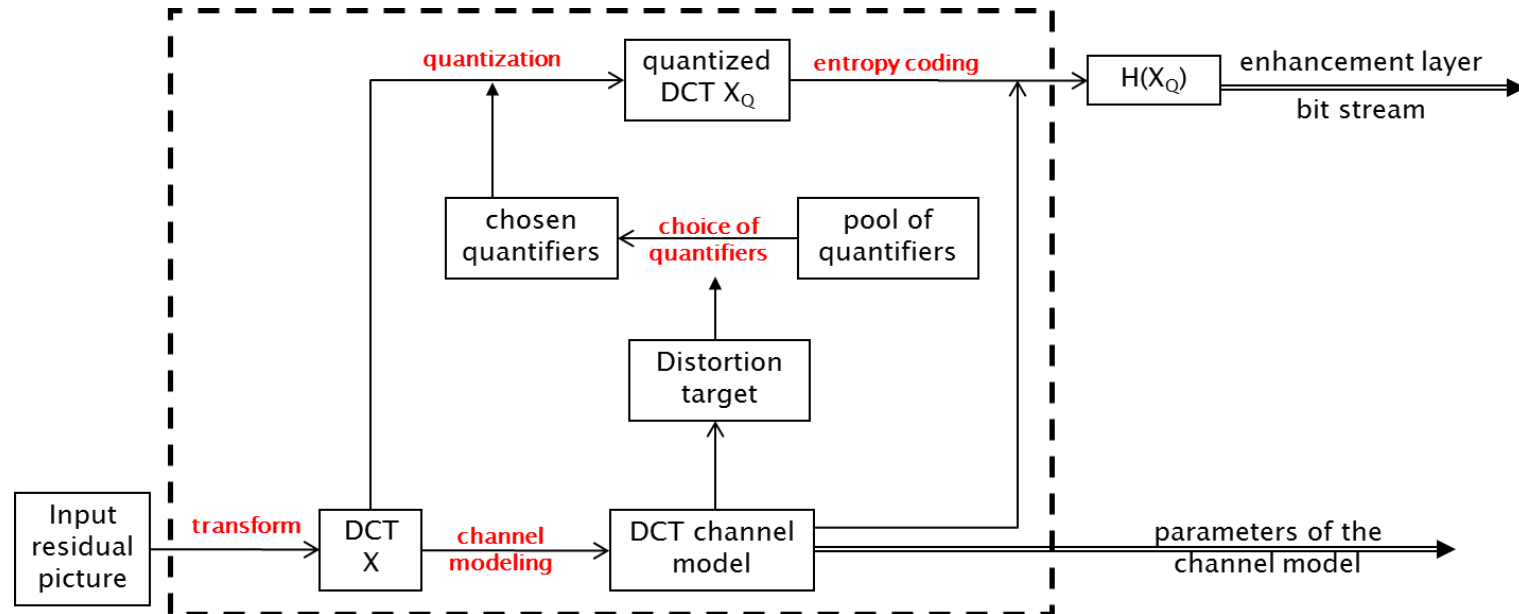 quantization
quantized
DCT X_Q
entropy coding
H(X_Q)
enhancement layer
bit stream
chosen
quantifiers
choice of
quantifiers
pool of
quantifiers
Distortion
target
Input
residual
picture
transform
DCT
X
channel
modeling
DCT channel
model
parameters of the
channel model